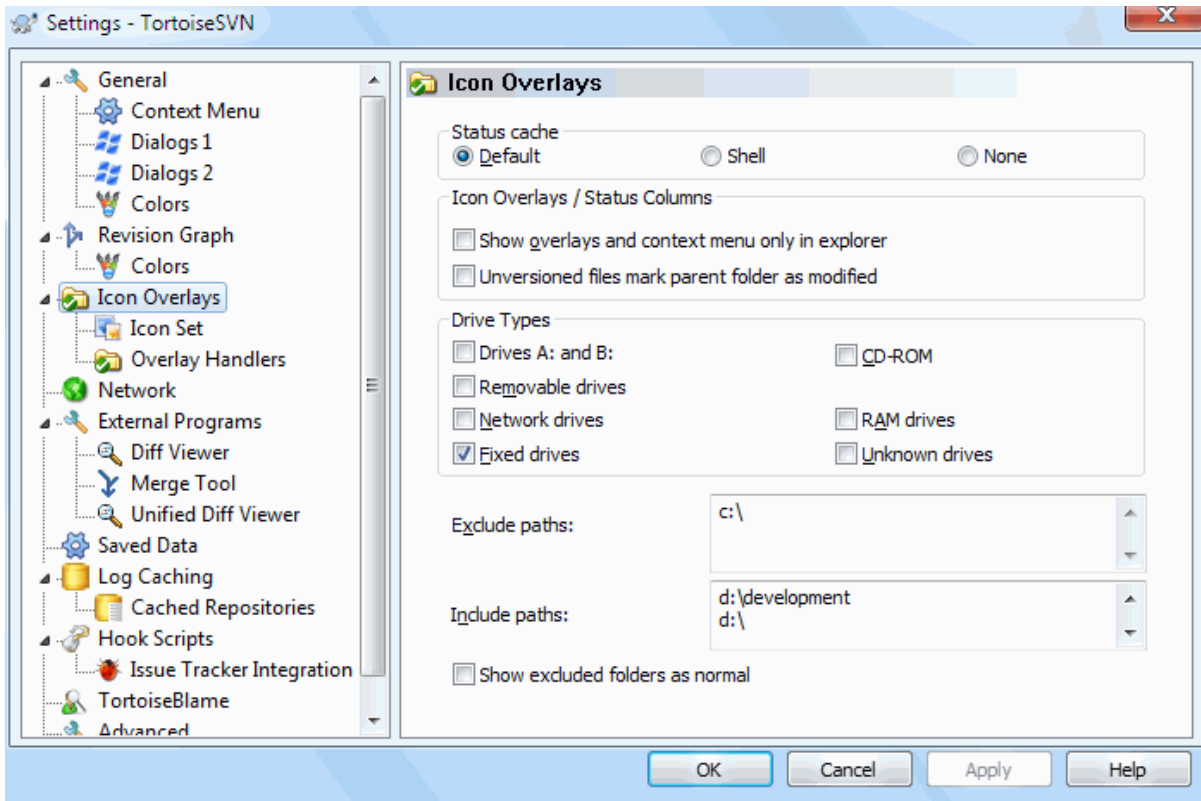 Settings - TortoiseSVN
X
General
Context Menu
Dialogs 1
Dialogs 2
Colors
Revision Graph
Colors
Icon Overlays
Icon Set
Overlay Handlers
Network
External Programs
Diff Viewer
Merge Tool
Unified Diff Viewer
Saved Data
Log Caching
Cached Repositories
Hook Scripts
Issue Tracker Integration
TortoiseBlame
Advanced
Icon Overlays
Status cache
Default Shell None
Icon Overlays / Status Columns
Show overlays and context menu only in explorer
Unversioned files mark parent folder as modified
Drive Types
Drives A: and B: CD-ROM
Removable drives
Network drives RAM drives
Fixed drives Unknown drives
Exclude paths: c:\
Include paths: d:\development
d:\
Show excluded folders as normal
OK Cancel Apply Help